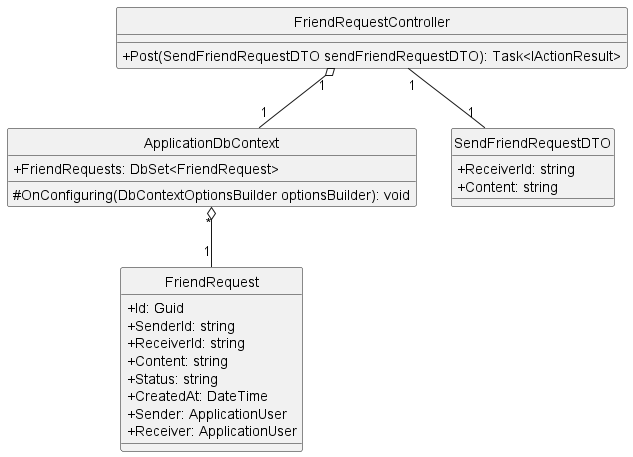 FriendRequestController
+Post(SendFriendRequestDTO sendFriendRequestDTO): Task<IActionResult>
1
1
1
1
ApplicationDbContext
+FriendRequests: DbSet<FriendRequest>
#OnConfiguring(DbContextOptionsBuilder optionsBuilder): void
SendFriendRequestDTO
+ReceiverId: string
+Content: string
*
1
FriendRequest
+Id: Guid
+SenderId: string
+ReceiverId: string
+Content: string
+Status: string
+CreatedAt: DateTime
+Sender: ApplicationUser
+Receiver: ApplicationUser